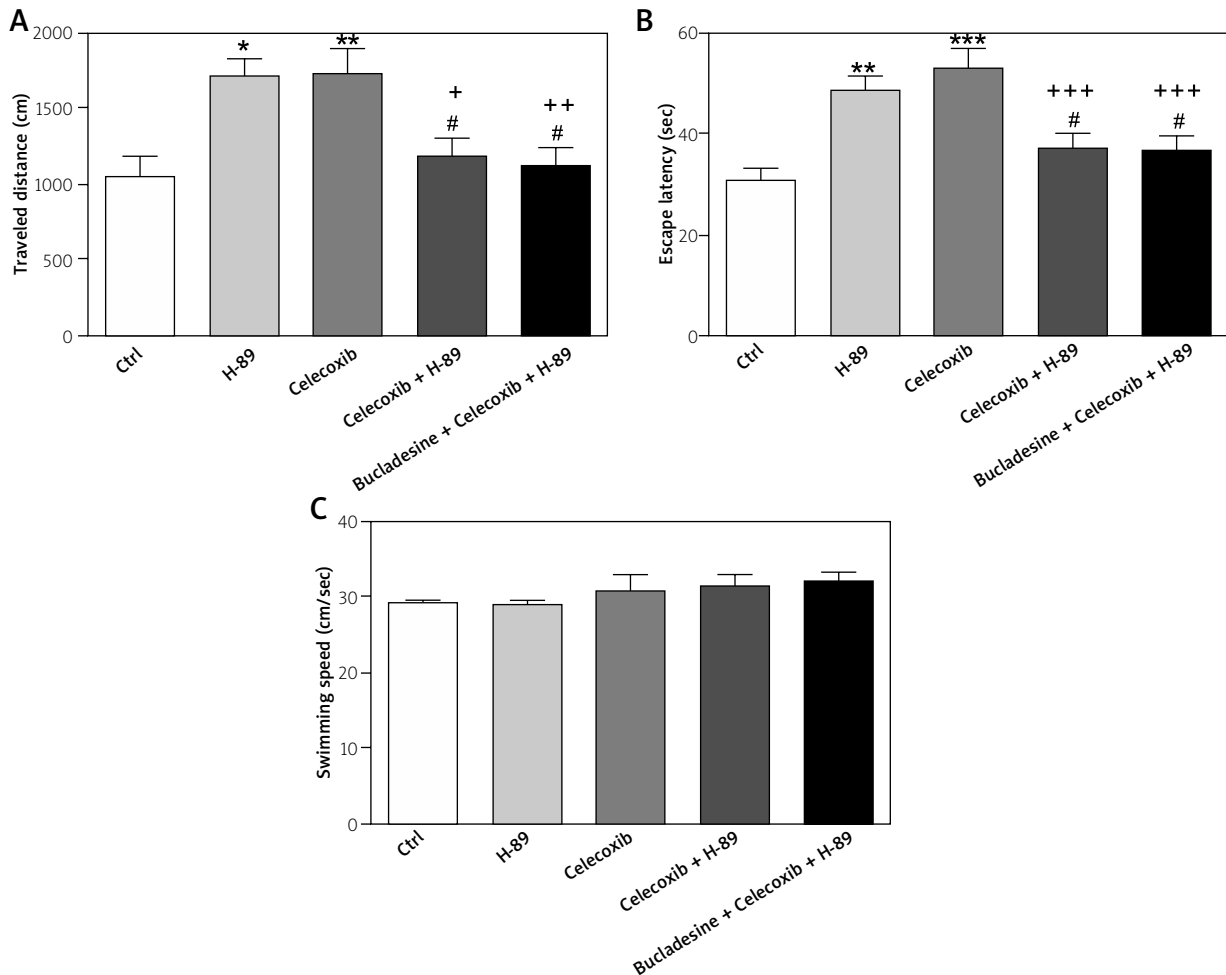 A
Traveled distance (cm)
2000
1500
1000
500
0
*
**
+
#
++
#
Ctrl
H-89
Celecoxib
Celecoxib + H-89
Bucladesine + Celecoxib + H-89
B
Escape latency (sec)
60
40
20
0
**
***
+++
#
+++
#
Ctrl
H-89
Celecoxib
Celecoxib + H-89
Bucladesine + Celecoxib + H-89
C
Swimming speed (cm/sec)
40
30
20
10
0
Ctrl
H-89
Celecoxib
Celecoxib + H-89
Bucladesine + Celecoxib + H-89